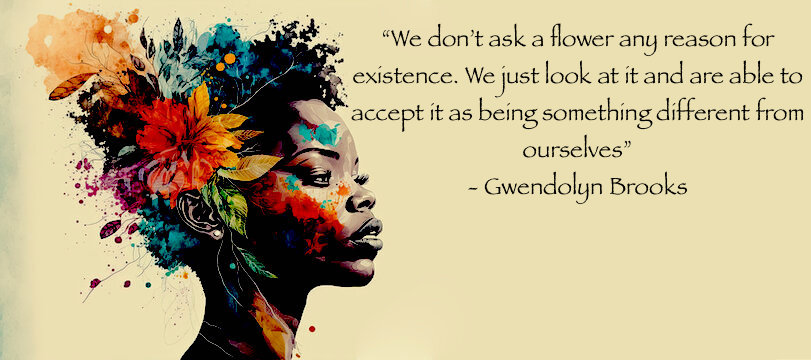 “We don’t ask a flower any reason for
existence. We just look at it and are able to
accept it as being something different from
ourselves”
~ Gwendolyn Brooks